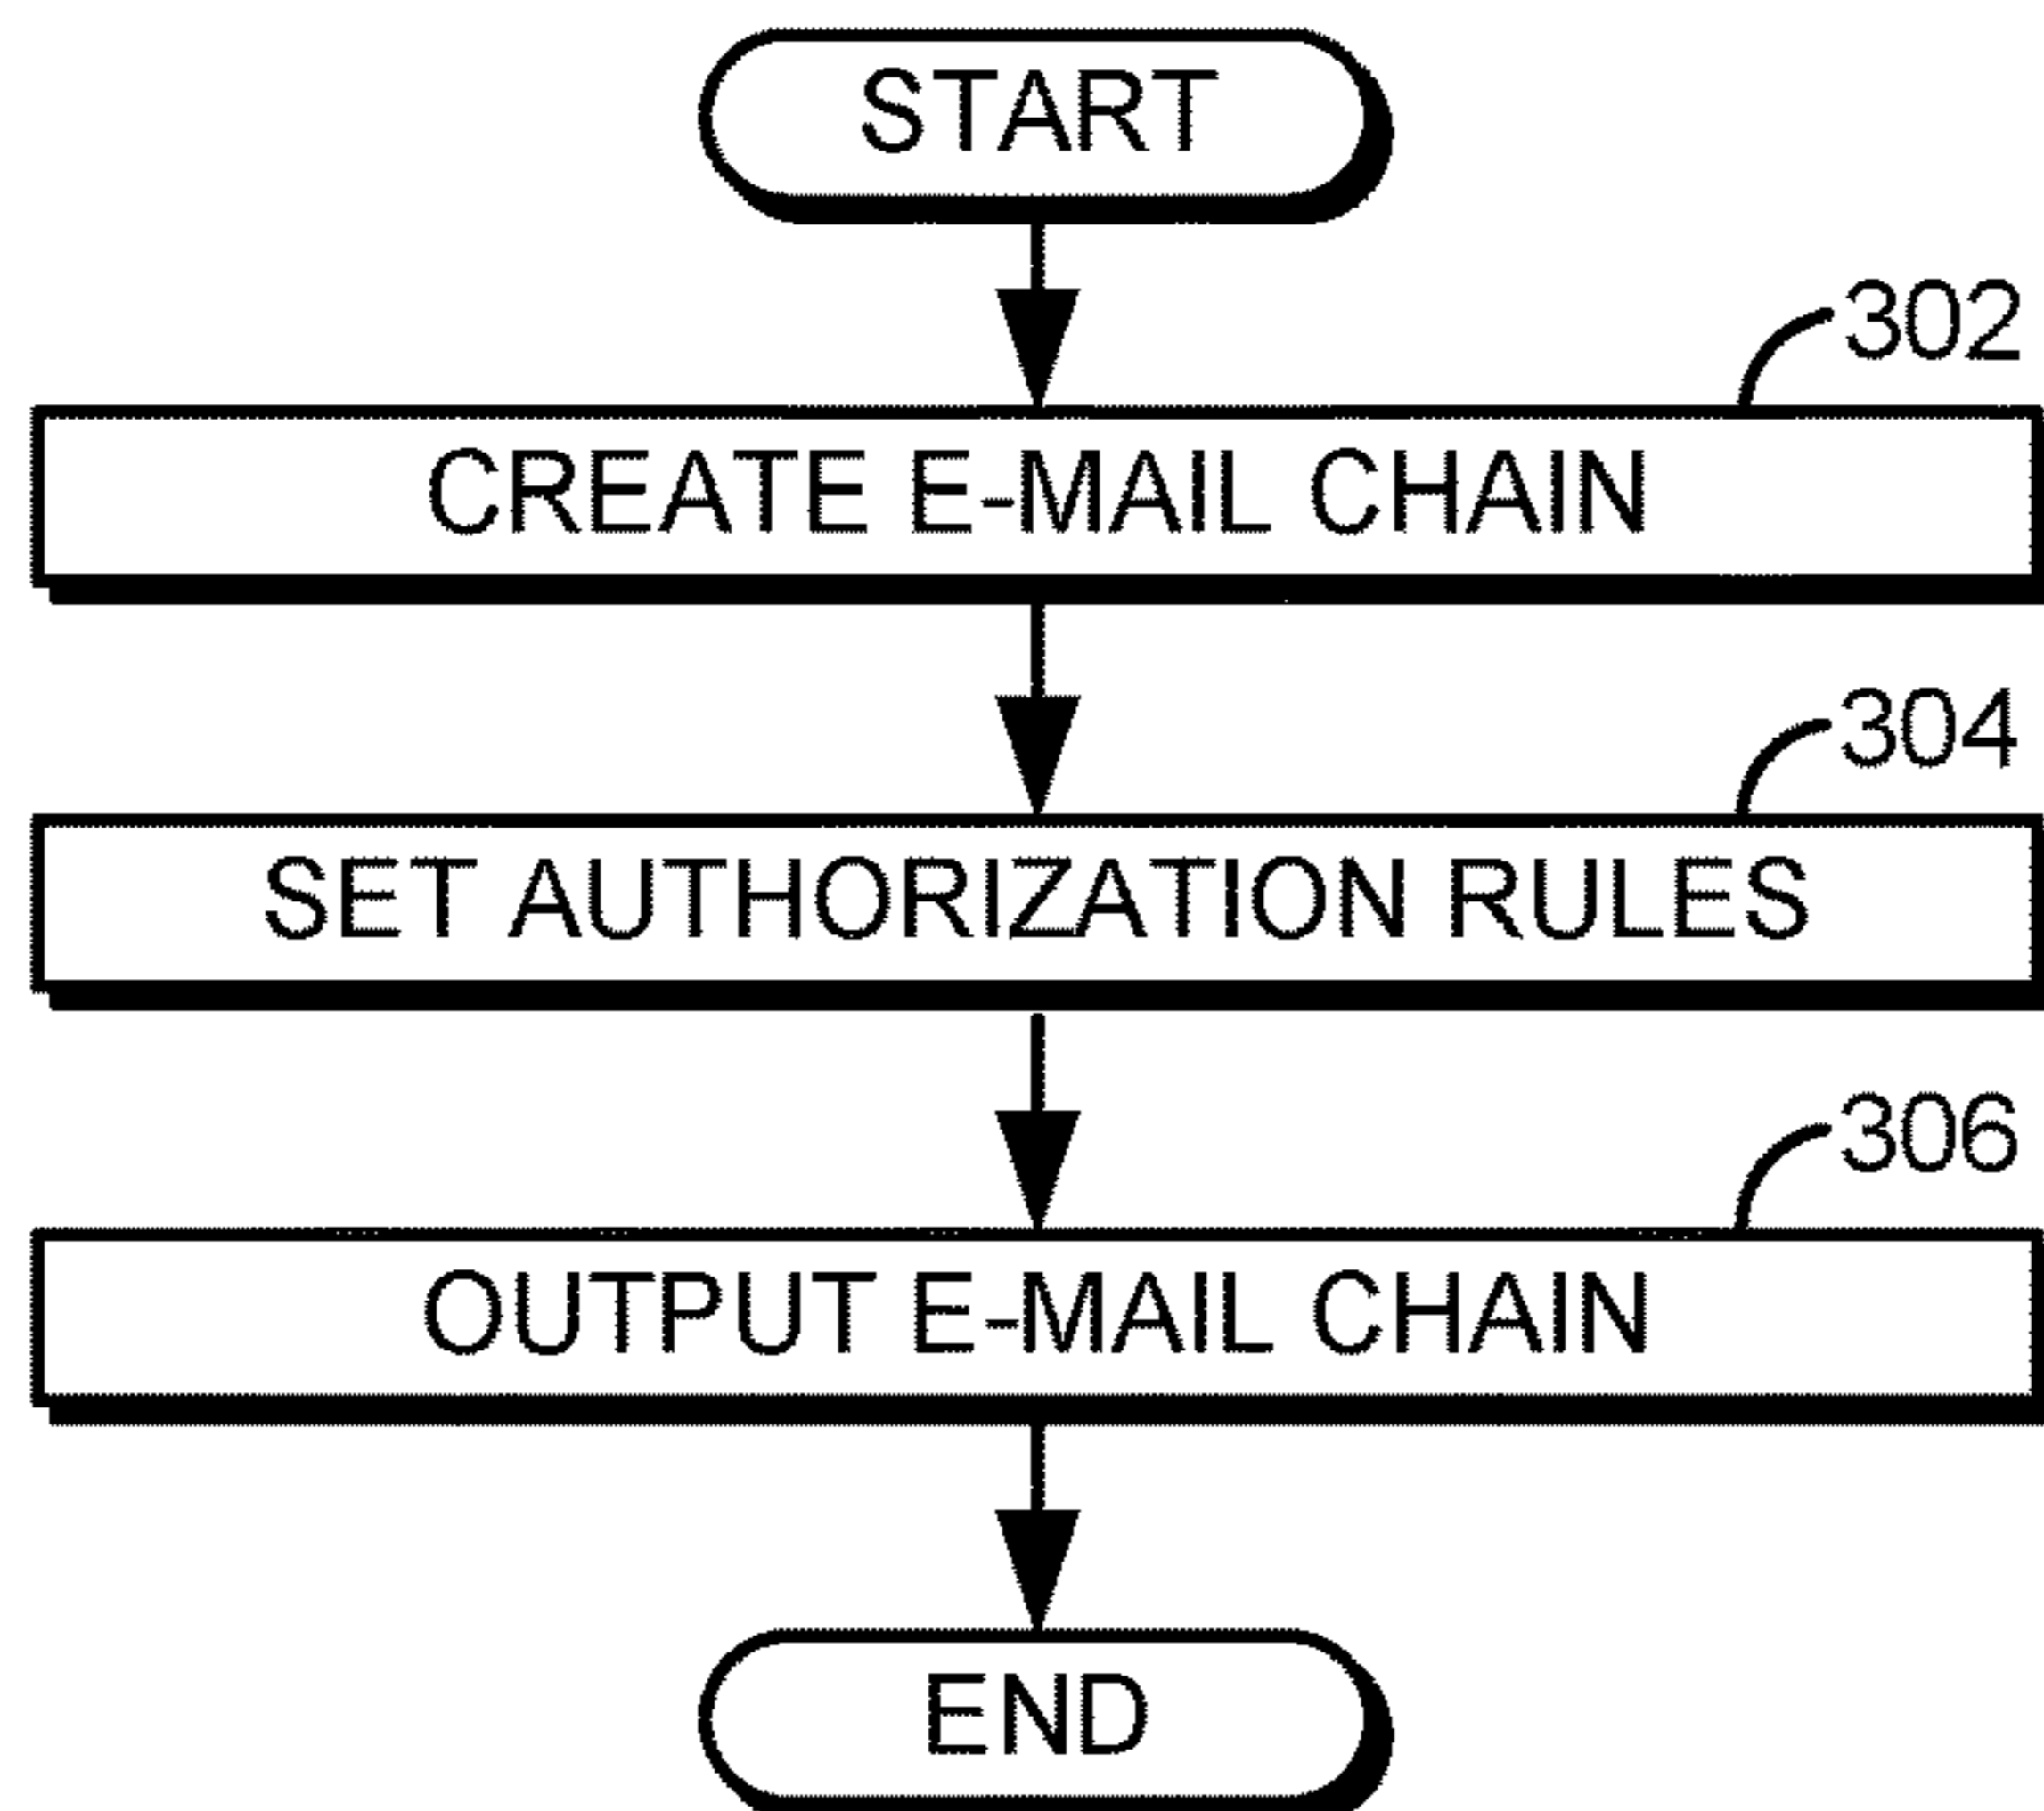 START
302
CREATE E-MAIL CHAIN
304
SET AUTHORIZATION RULES
306
OUTPUT E-MAIL CHAIN
END